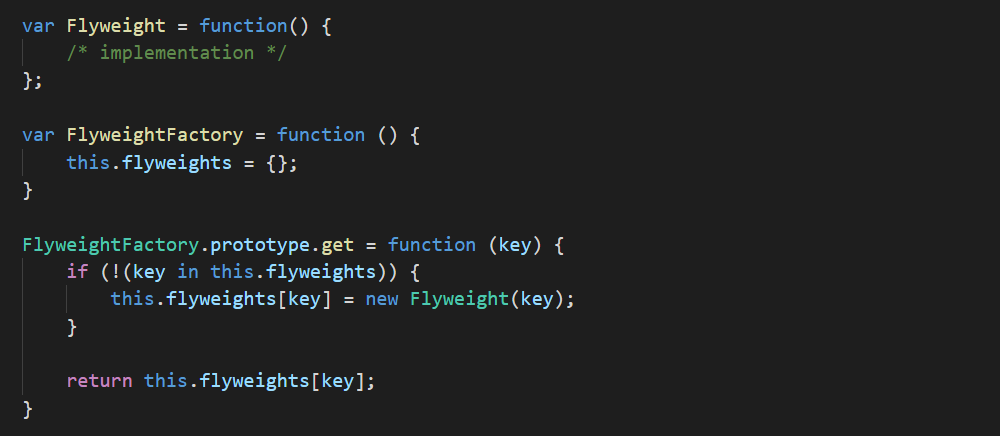 var Flyweight = function() {
    /* implementation */
};

var FlyweightFactory = function () {
    this.flyweights = {};
}

FlyweightFactory.prototype.get = function (key) {
    if (!(key in this.flyweights)) {
        this.flyweights[key] = new Flyweight(key);
    }

    return this.flyweights[key];
}